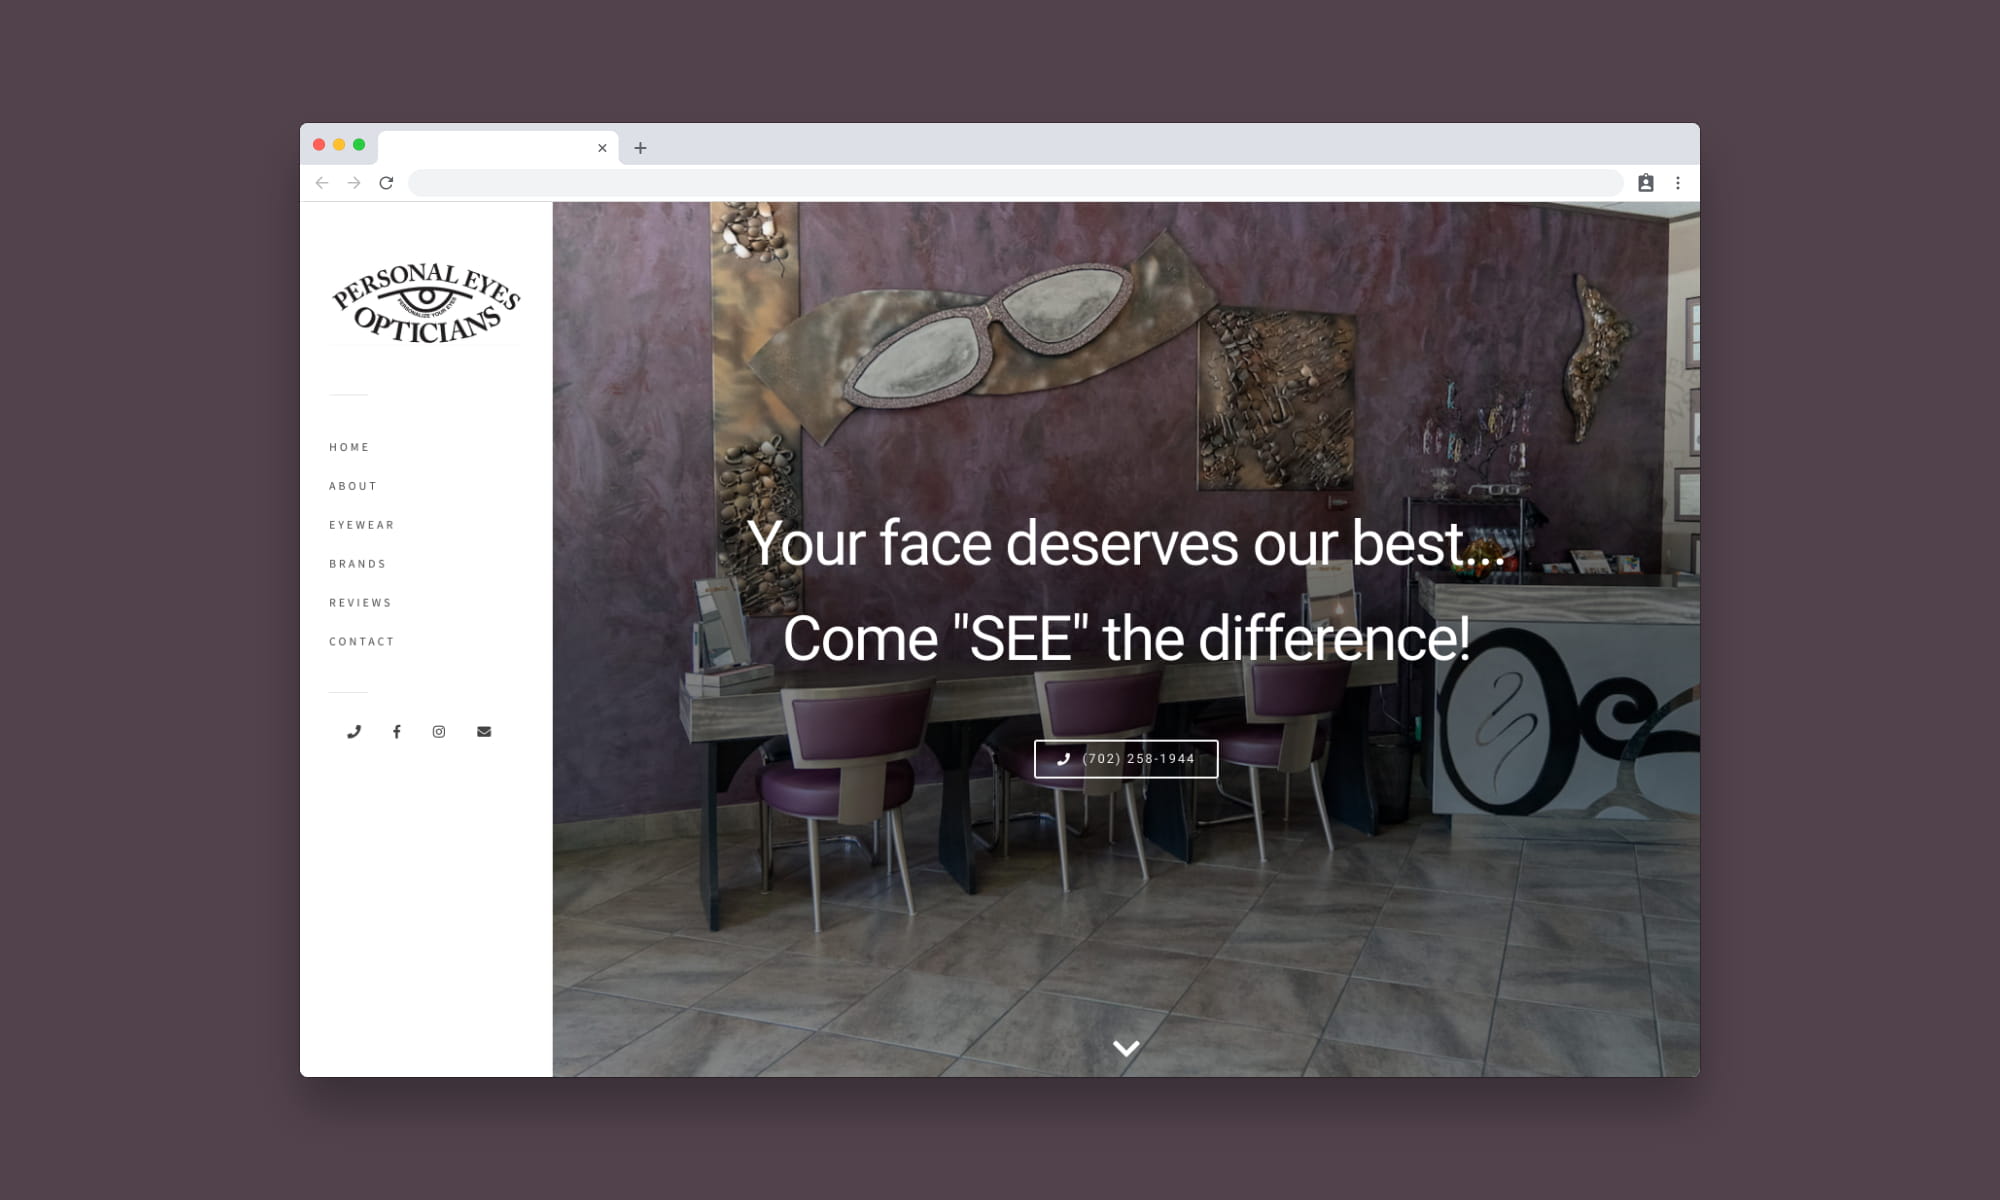 PERSONAL EYES
PERSONALIZE YOUR EYES
OPTICIANS
HOME
ABOUT
EYEWEAR
BRANDS
REVIEWS
CONTACT
Your face deserves our best...
Come "SEE" the difference!
(702) 258-1944